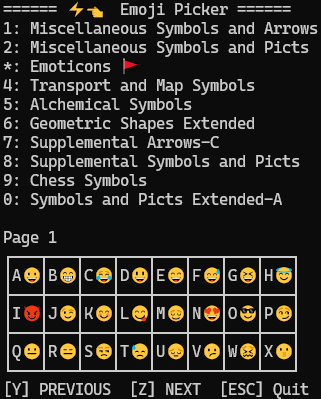 ====== ⚡👈 Emoji Picker ======
1: Miscellaneous Symbols and Arrows
2: Miscellaneous Symbols and Picts
*: Emoticons 🚩
4: Transport and Map Symbols
5: Alchemical Symbols
6: Geometric Shapes Extended
7: Supplemental Arrows-C
8: Supplemental Symbols and Picts
9: Chess Symbols
0: Symbols and Picts Extended-A
Page 1
A😀 B😁 C😂 D😃 E😄 F😅 G😆 H😇
I😈 J😉 K😊 L😋 M😌 N😍 O😎 P😏
Q😐 R😑 S😒 T😓 U😔 V😕 W😖 X😗
[Y] PREVIOUS [Z] NEXT [ESC] Quit